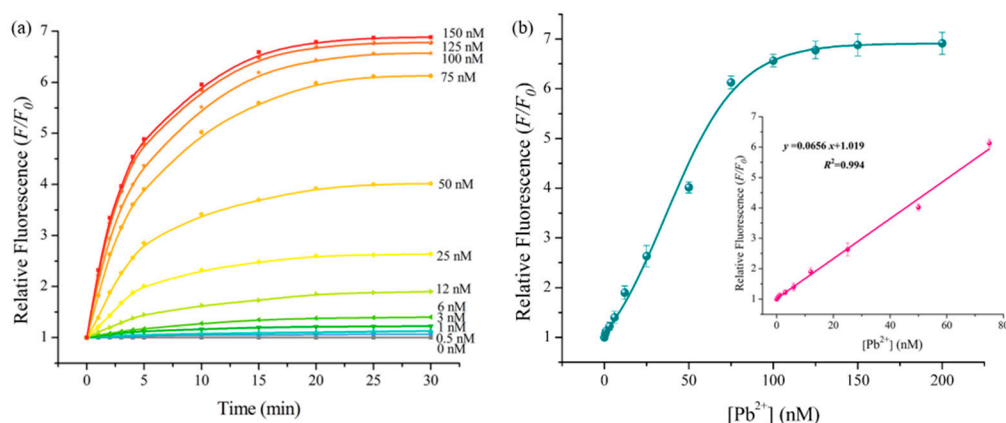 (a)
Relative Fluorescence (F/F0)
7
6
5
4
3
2
1
0
5
10
15
20
25
30
Time (min)
150 nM
125 nM
100 nM
75 nM
50 nM
25 nM
12 nM
6 nM
3 nM
1 nM
0.5 nM
0 nM
(b)
Relative Fluorescence (F/F0)
8
7
6
5
4
3
2
1
0
0
50
100
150
200
[Pb2+] (nM)
y =0.0656 x+1.019
R2=0.994
Relative Fluorescence (F/F0)
7
6
5
4
3
2
1
0
0
20
40
60
80
[Pb2+] (nM)